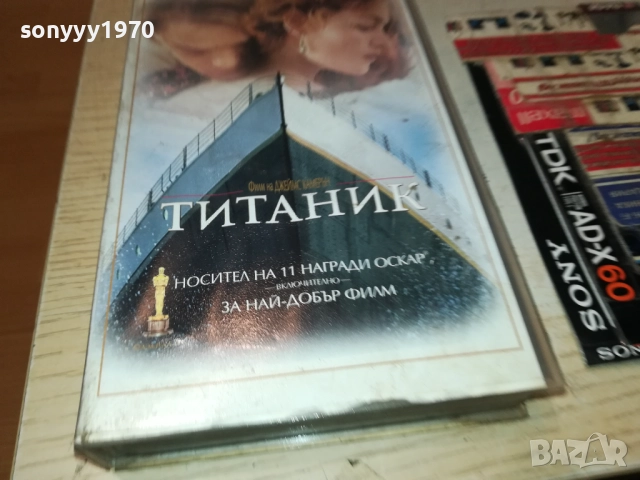 sonyyy1970
Филм на ДЖЕЙМС КАМЕРЪН
ТИТАНИК
НОСИТЕЛ НА 11 НАГРАДИ ОСКАР
ВКЛЮЧИТЕЛНО
ЗА НАЙ-ДОБЪР ФИЛМ
maxell
TDK AD-X60
SONY
BAZAR
bg